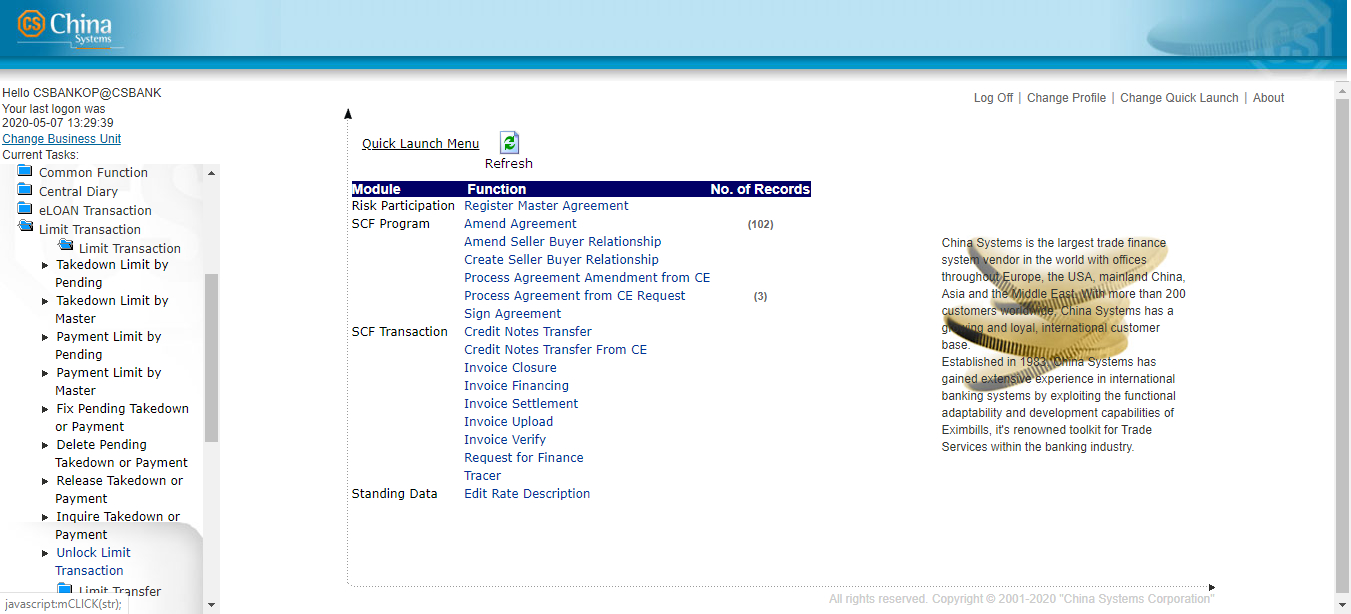 CS China
Systems
CS
Hello CSBANKOP@CSBANK
Your last logon was
2020-05-07 13:29:39
Change Business Unit
Current Tasks:
Common Function
Central Diary
eLOAN Transaction
Limit Transaction
Limit Transaction
Takedown Limit by
Pending
Takedown Limit by
Master
Payment Limit by
Pending
Payment Limit by
Master
Fix Pending Takedown
or Payment
Delete Pending
Takedown or Payment
Release Takedown or
Payment
Inquire Takedown or
Payment
Unlock Limit
Transaction
Limit Transfer
javascript:mCLICK(str);
Log Off | Change Profile | Change Quick Launch | About
Quick Launch Menu
Refresh
Module Function No. of Records
Risk Participation Register Master Agreement
SCF Program Amend Agreement (102)
Amend Seller Buyer Relationship
Create Seller Buyer Relationship
Process Agreement Amendment from CE
Process Agreement from CE Request (3)
Sign Agreement
SCF Transaction Credit Notes Transfer
Credit Notes Transfer From CE
Invoice Closure
Invoice Financing
Invoice Settlement
Invoice Upload
Invoice Verify
Request for Finance
Tracer
Standing Data Edit Rate Description
China Systems is the largest trade finance
system vendor in the world with offices
throughout Europe, the USA, mainland China,
Asia and the Middle East. With more than 200
customers worldwide, China Systems has a
growing and loyal, international customer
base.
Established in 1983, China Systems has
gained extensive experience in international
banking systems by exploiting the functional
adaptability and development capabilities of
Eximbills, it's renowned toolkit for Trade
Services within the banking industry.
All rights reserved. Copyright © 2001-2020 "China Systems Corporation"